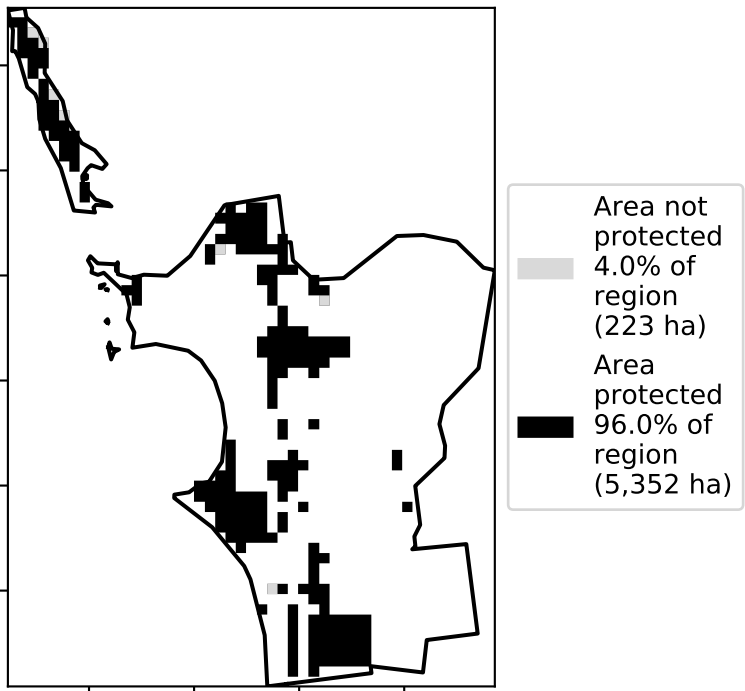 Area not
protected
4.0% of
region
(223 ha)
Area
protected
96.0% of
region
(5,352 ha)